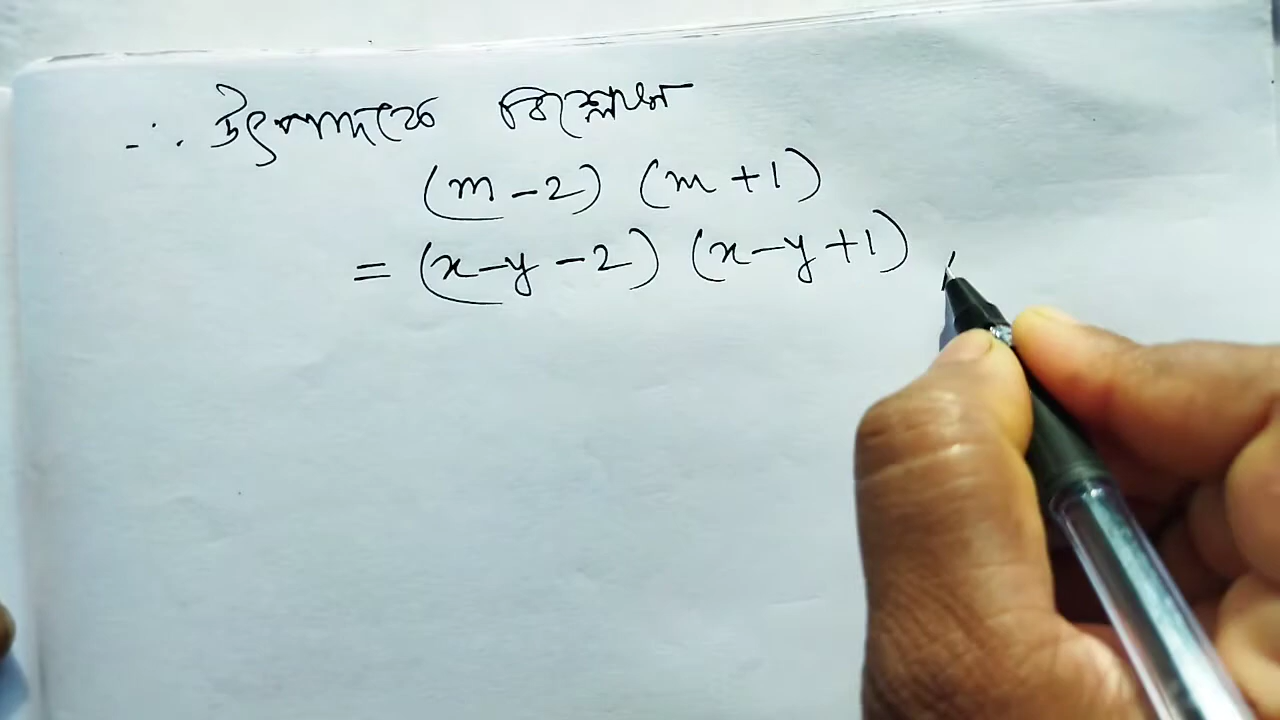 ∴ উৎপাদকে বিশ্লেষণ
(m-2) (m+1)
= (x-y-2) (x-y+1)